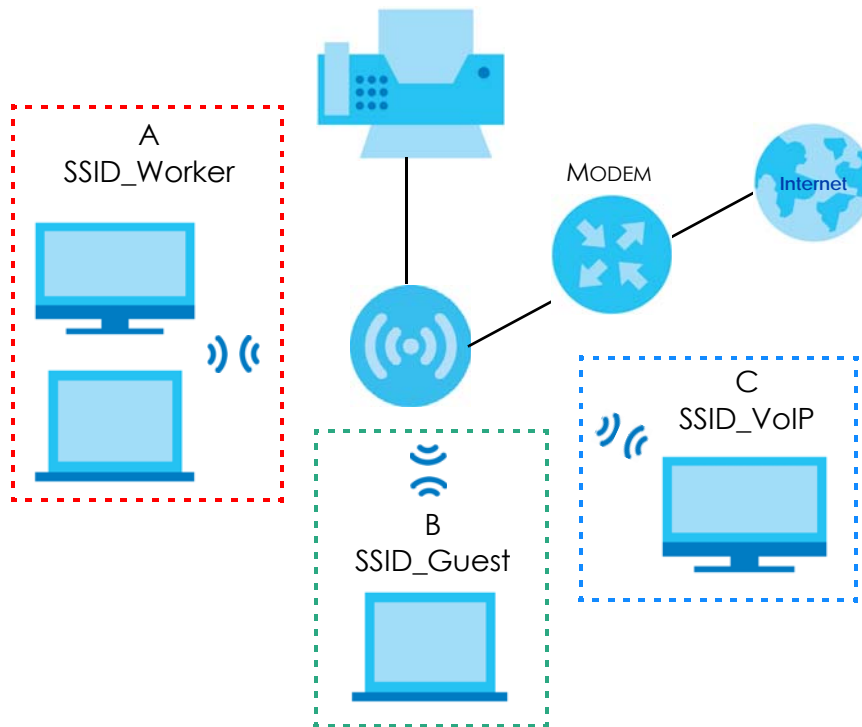 A
SSID_Worker
MODEM
Internet
C
SSID_VoIP
B
SSID_Guest